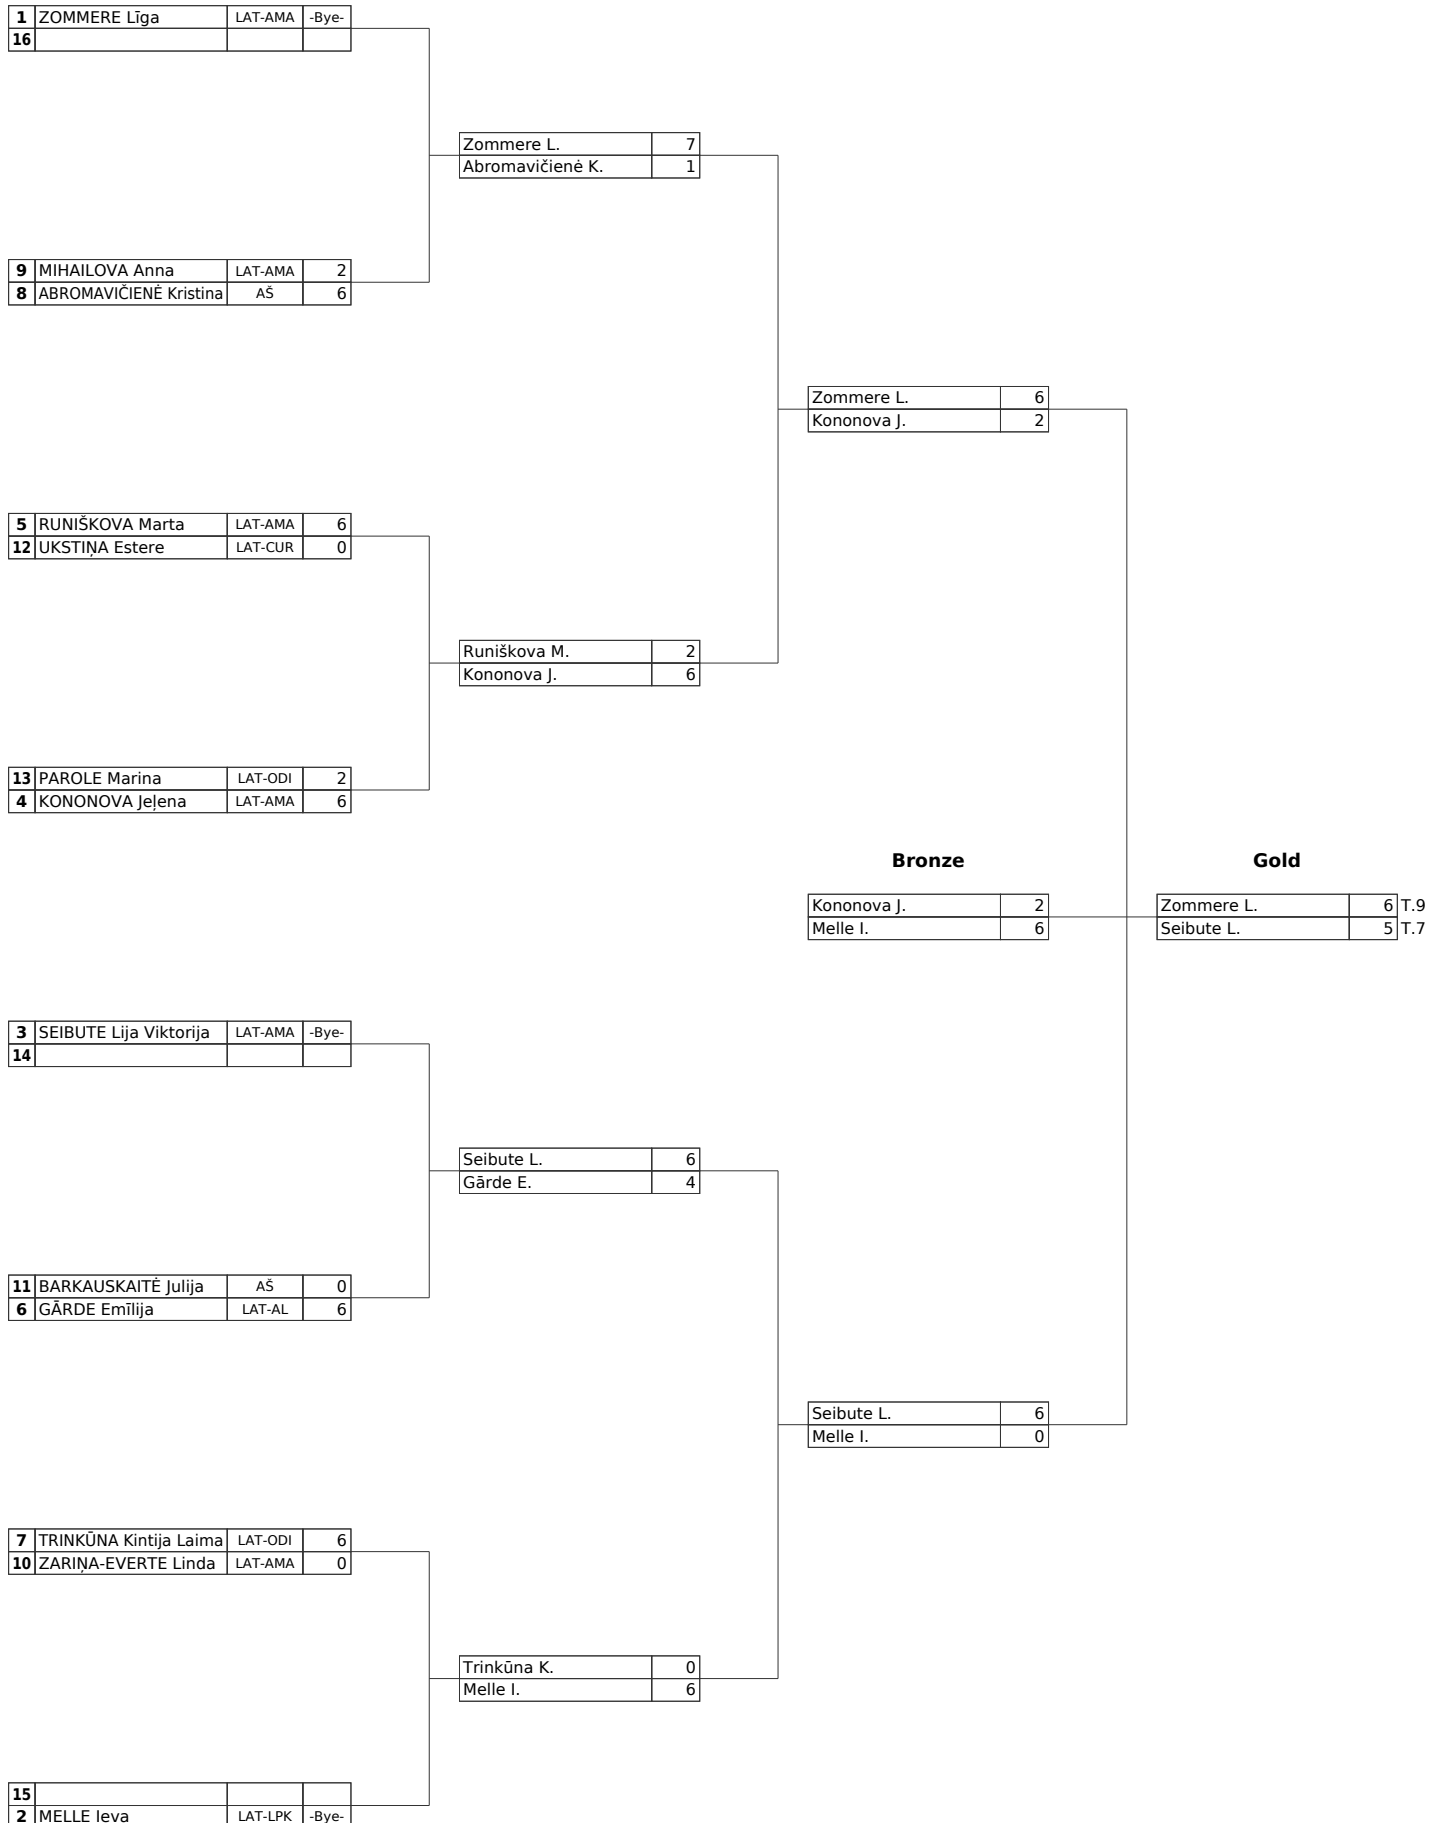 1 ZOMMERE Līga LAT-AMA -Bye-
16
Zommere L. 7
Abromavičienė K. 1
9 MIHAILOVA Anna LAT-AMA 2
8 ABROMAVIČIENĖ Kristina AŠ 6
Zommere L. 6
Kononova J. 2
5 RUNIŠKOVA Marta LAT-AMA 6
12 UKSTIŅA Estere LAT-CUR 0
Runiškova M. 2
Kononova J. 6
13 PAROLE Marina LAT-ODI 2
4 KONONOVA Jeļena LAT-AMA 6
Bronze Gold
Kononova J. 2 Zommere L. 6 T.9
Melle I. 6 Seibute L. 5 T.7
3 SEIBUTE Lija Viktorija LAT-AMA -Bye-
14
Seibute L. 6
Gārde E. 4
11 BARKAUSKAITĖ Julija AŠ 0
6 GĀRDE Emīlija LAT-AL 6
Seibute L. 6
Melle I. 0
7 TRINKŪNA Kintija Laima LAT-ODI 6
10 ZARIŅA-EVERTE Linda LAT-AMA 0
Trinkūna K. 0
Melle I. 6
15
2 MELLE Ieva LAT-LPK -Bye-